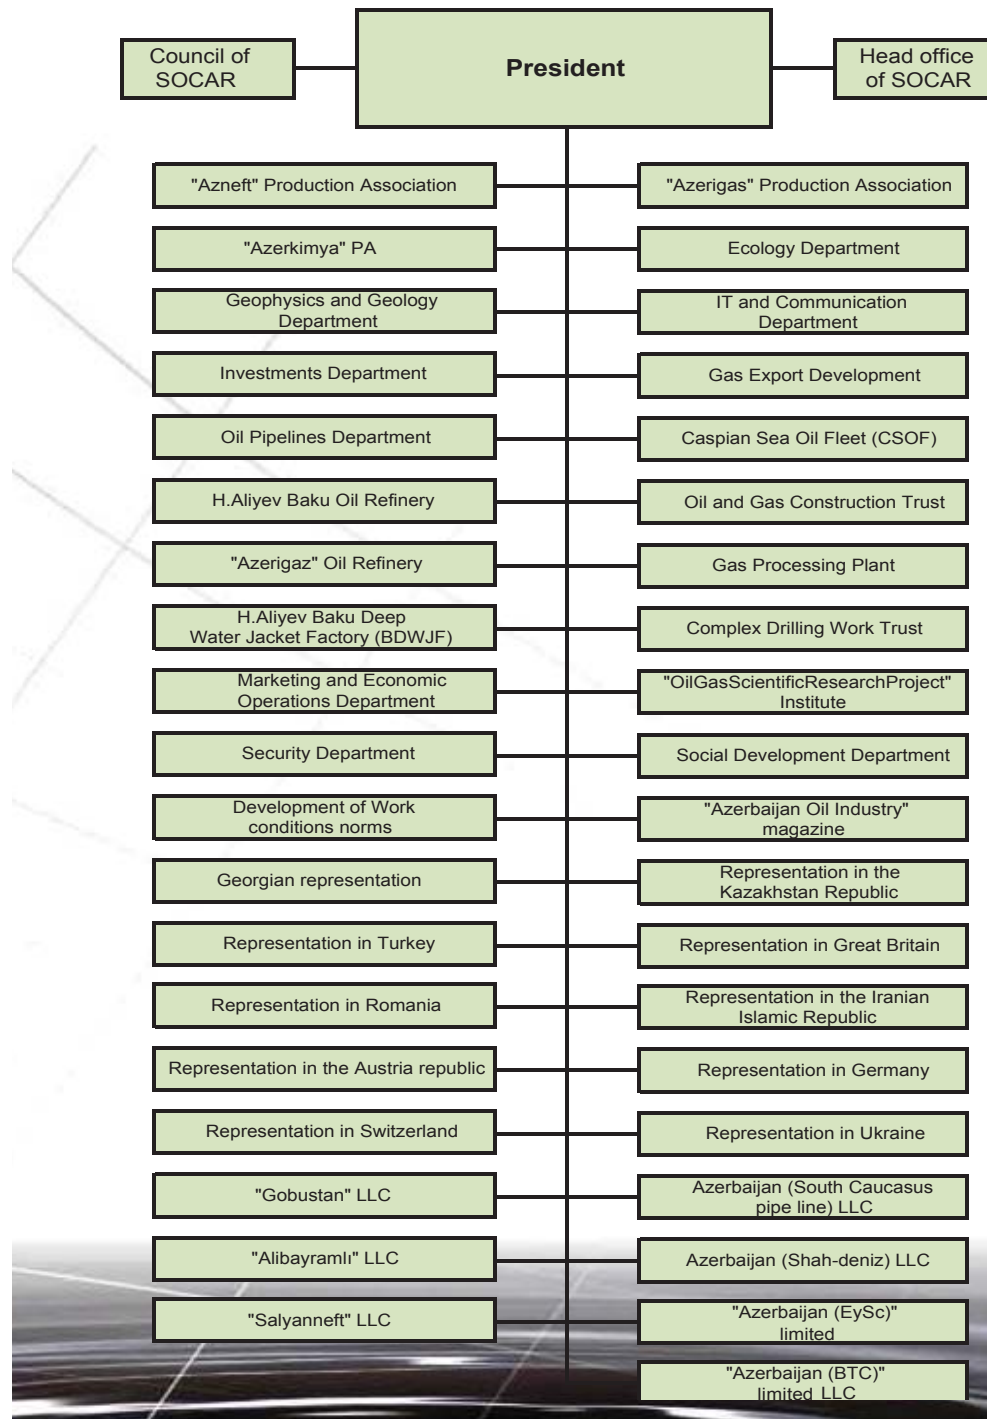 Council of
SOCAR
President
Head office
of SOCAR
"Azneft" Production Association
"Azerigas" Production Association
"Azerkimya" PA
Ecology Department
Geophysics and Geology
Department
IT and Communication
Department
Investments Department
Gas Export Development
Oil Pipelines Department
Caspian Sea Oil Fleet (CSOF)
H.Aliyev Baku Oil Refinery
Oil and Gas Construction Trust
"Azerigaz" Oil Refinery
Gas Processing Plant
H.Aliyev Baku Deep
Water Jacket Factory (BDWJF)
Complex Drilling Work Trust
Marketing and Economic
Operations Department
"OilGasScientificResearchProject"
Institute
Security Department
Social Development Department
Development of Work
conditions norms
"Azerbaijan Oil Industry"
magazine
Georgian representation
Representation in the
Kazakhstan Republic
Representation in Turkey
Representation in Great Britain
Representation in Romania
Representation in the Iranian
Islamic Republic
Representation in the Austria republic
Representation in Germany
Representation in Switzerland
Representation in Ukraine
"Gobustan" LLC
Azerbaijan (South Caucasus
pipe line) LLC
"Alibayramlı" LLC
Azerbaijan (Shah-deniz) LLC
"Salyanneft" LLC
"Azerbaijan (EySc)"
limited
"Azerbaijan (BTC)"
limited LLC